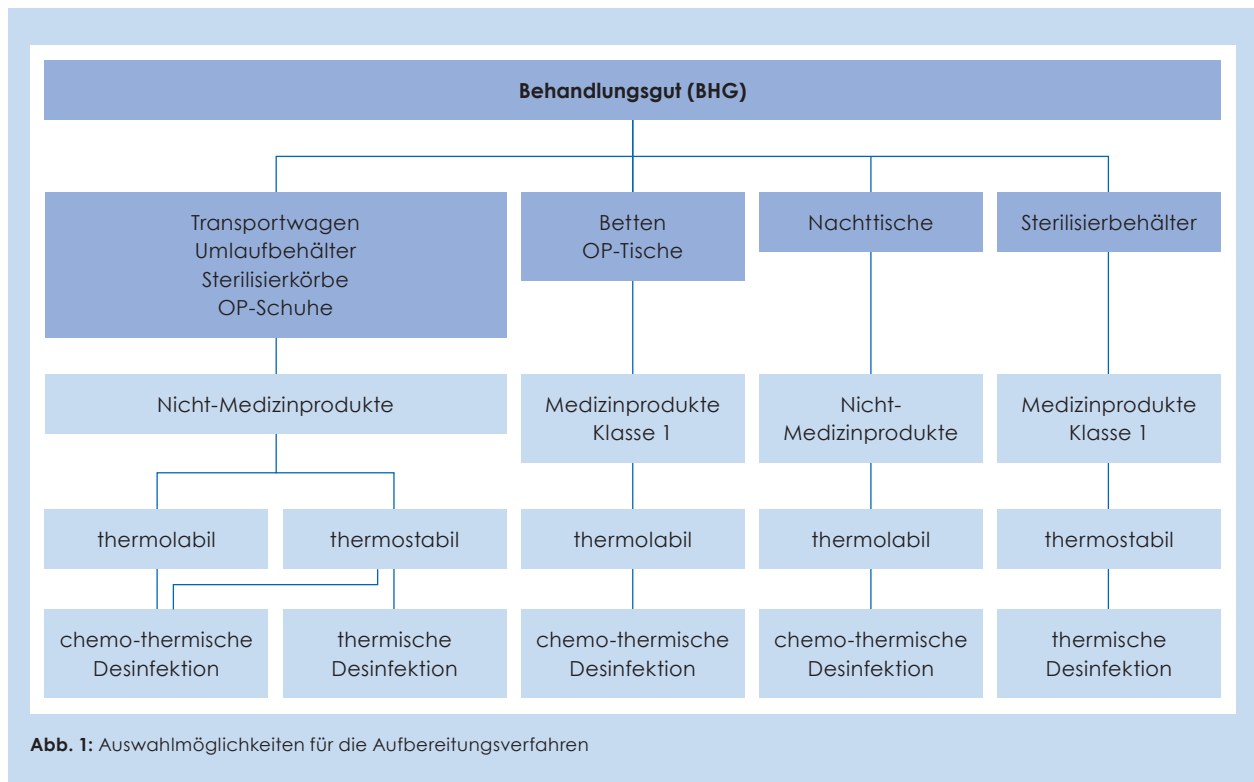 Behandlungsgut (BHG)
Transportwagen
Umlaufbehälter
Sterilisierkörbe
OP-Schuhe
Betten
OP-Tische
Nachttische
Sterilisierbehälter
Nicht-Medizinprodukte
Medizinprodukte
Klasse 1
Nicht-
Medizinprodukte
Medizinprodukte
Klasse 1
thermolabil
thermostabil
thermolabil
thermolabil
thermostabil
chemo-thermische
Desinfektion
thermische
Desinfektion
chemo-thermische
Desinfektion
chemo-thermische
Desinfektion
thermische
Desinfektion
Abb. 1: Auswahlmöglichkeiten für die Aufbereitungsverfahren